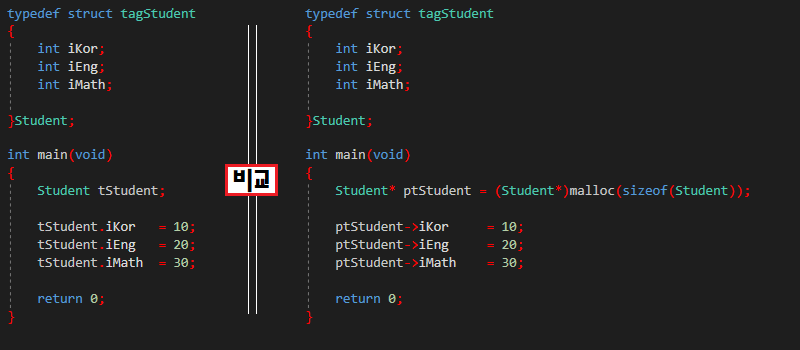 typedef struct tagStudent
{
    int iKor;
    int iEng;
    int iMath;
}Student;
int main(void)
{
    Student tStudent;
    tStudent.iKor   = 10;
    tStudent.iEng   = 20;
    tStudent.iMath  = 30;
    return 0;
}
비교
typedef struct tagStudent
{
    int iKor;
    int iEng;
    int iMath;
}Student;
int main(void)
{
    Student* ptStudent = (Student*)malloc(sizeof(Student));
    ptStudent->iKor     = 10;
    ptStudent->iEng     = 20;
    ptStudent->iMath    = 30;
    return 0;
}